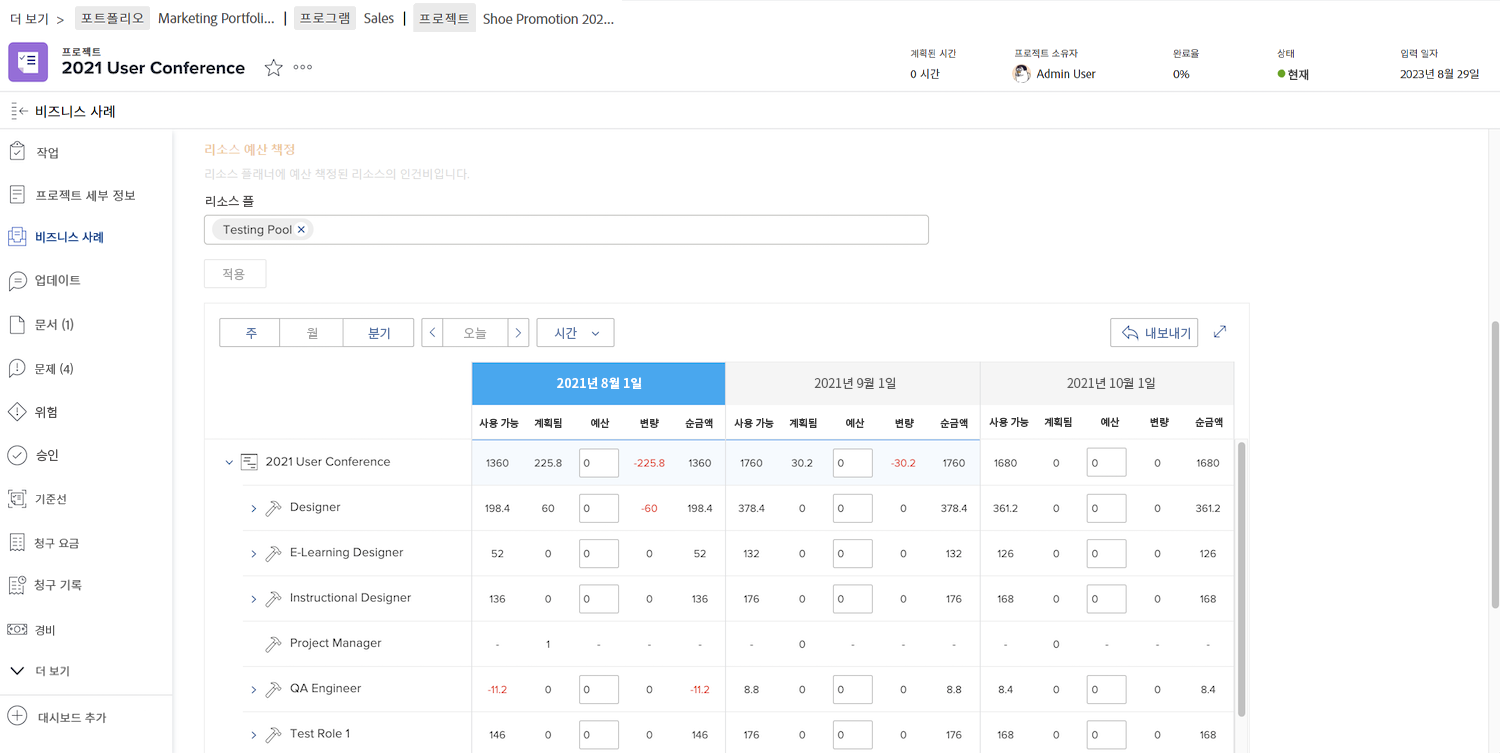 더 보기 > 포트폴리오 Marketing Portfoli... | 프로그램 Sales | 프로젝트 Shoe Promotion 202...
프로젝트
2021 User Conference
계획된 시간 프로젝트 소유자 완료율 상태 입력 일자
0 시간 Admin User 0% 현재 2023년 8월 29일
비즈니스 사례
작업
프로젝트 세부 정보
비즈니스 사례
업데이트
문서 (1)
문제 (4)
위험
승인
기준선
청구 요금
청구 기록
경비
더 보기
대시보드 추가
리소스 예산 책정
리소스 플래너에 예산 책정된 리소스의 인건비입니다.
리소스 풀
Testing Pool ×
적용
주 월 분기 < 오늘 > 시간 내보내기
2021년 8월 1일 2021년 9월 1일 2021년 10월 1일
사용 가능 계획됨 예산 변량 순금액 사용 가능 계획됨 예산 변량 순금액 사용 가능 계획됨 예산 변량 순금액
2021 User Conference 1360 225.8 0 -225.8 1360 1760 30.2 0 -30.2 1760 1680 0 0 0 1680
Designer 198.4 60 0 -60 198.4 378.4 0 0 0 378.4 361.2 0 0 0 361.2
E-Learning Designer 52 0 0 0 52 132 0 0 0 132 126 0 0 0 126
Instructional Designer 136 0 0 0 136 176 0 0 0 176 168 0 0 0 168
Project Manager - 1 - - - - 0 - - - - 0 - - -
QA Engineer -11.2 0 0 0 -11.2 8.8 0 0 0 8.8 8.4 0 0 0 8.4
Test Role 1 146 0 0 0 146 176 0 0 0 176 168 0 0 0 168